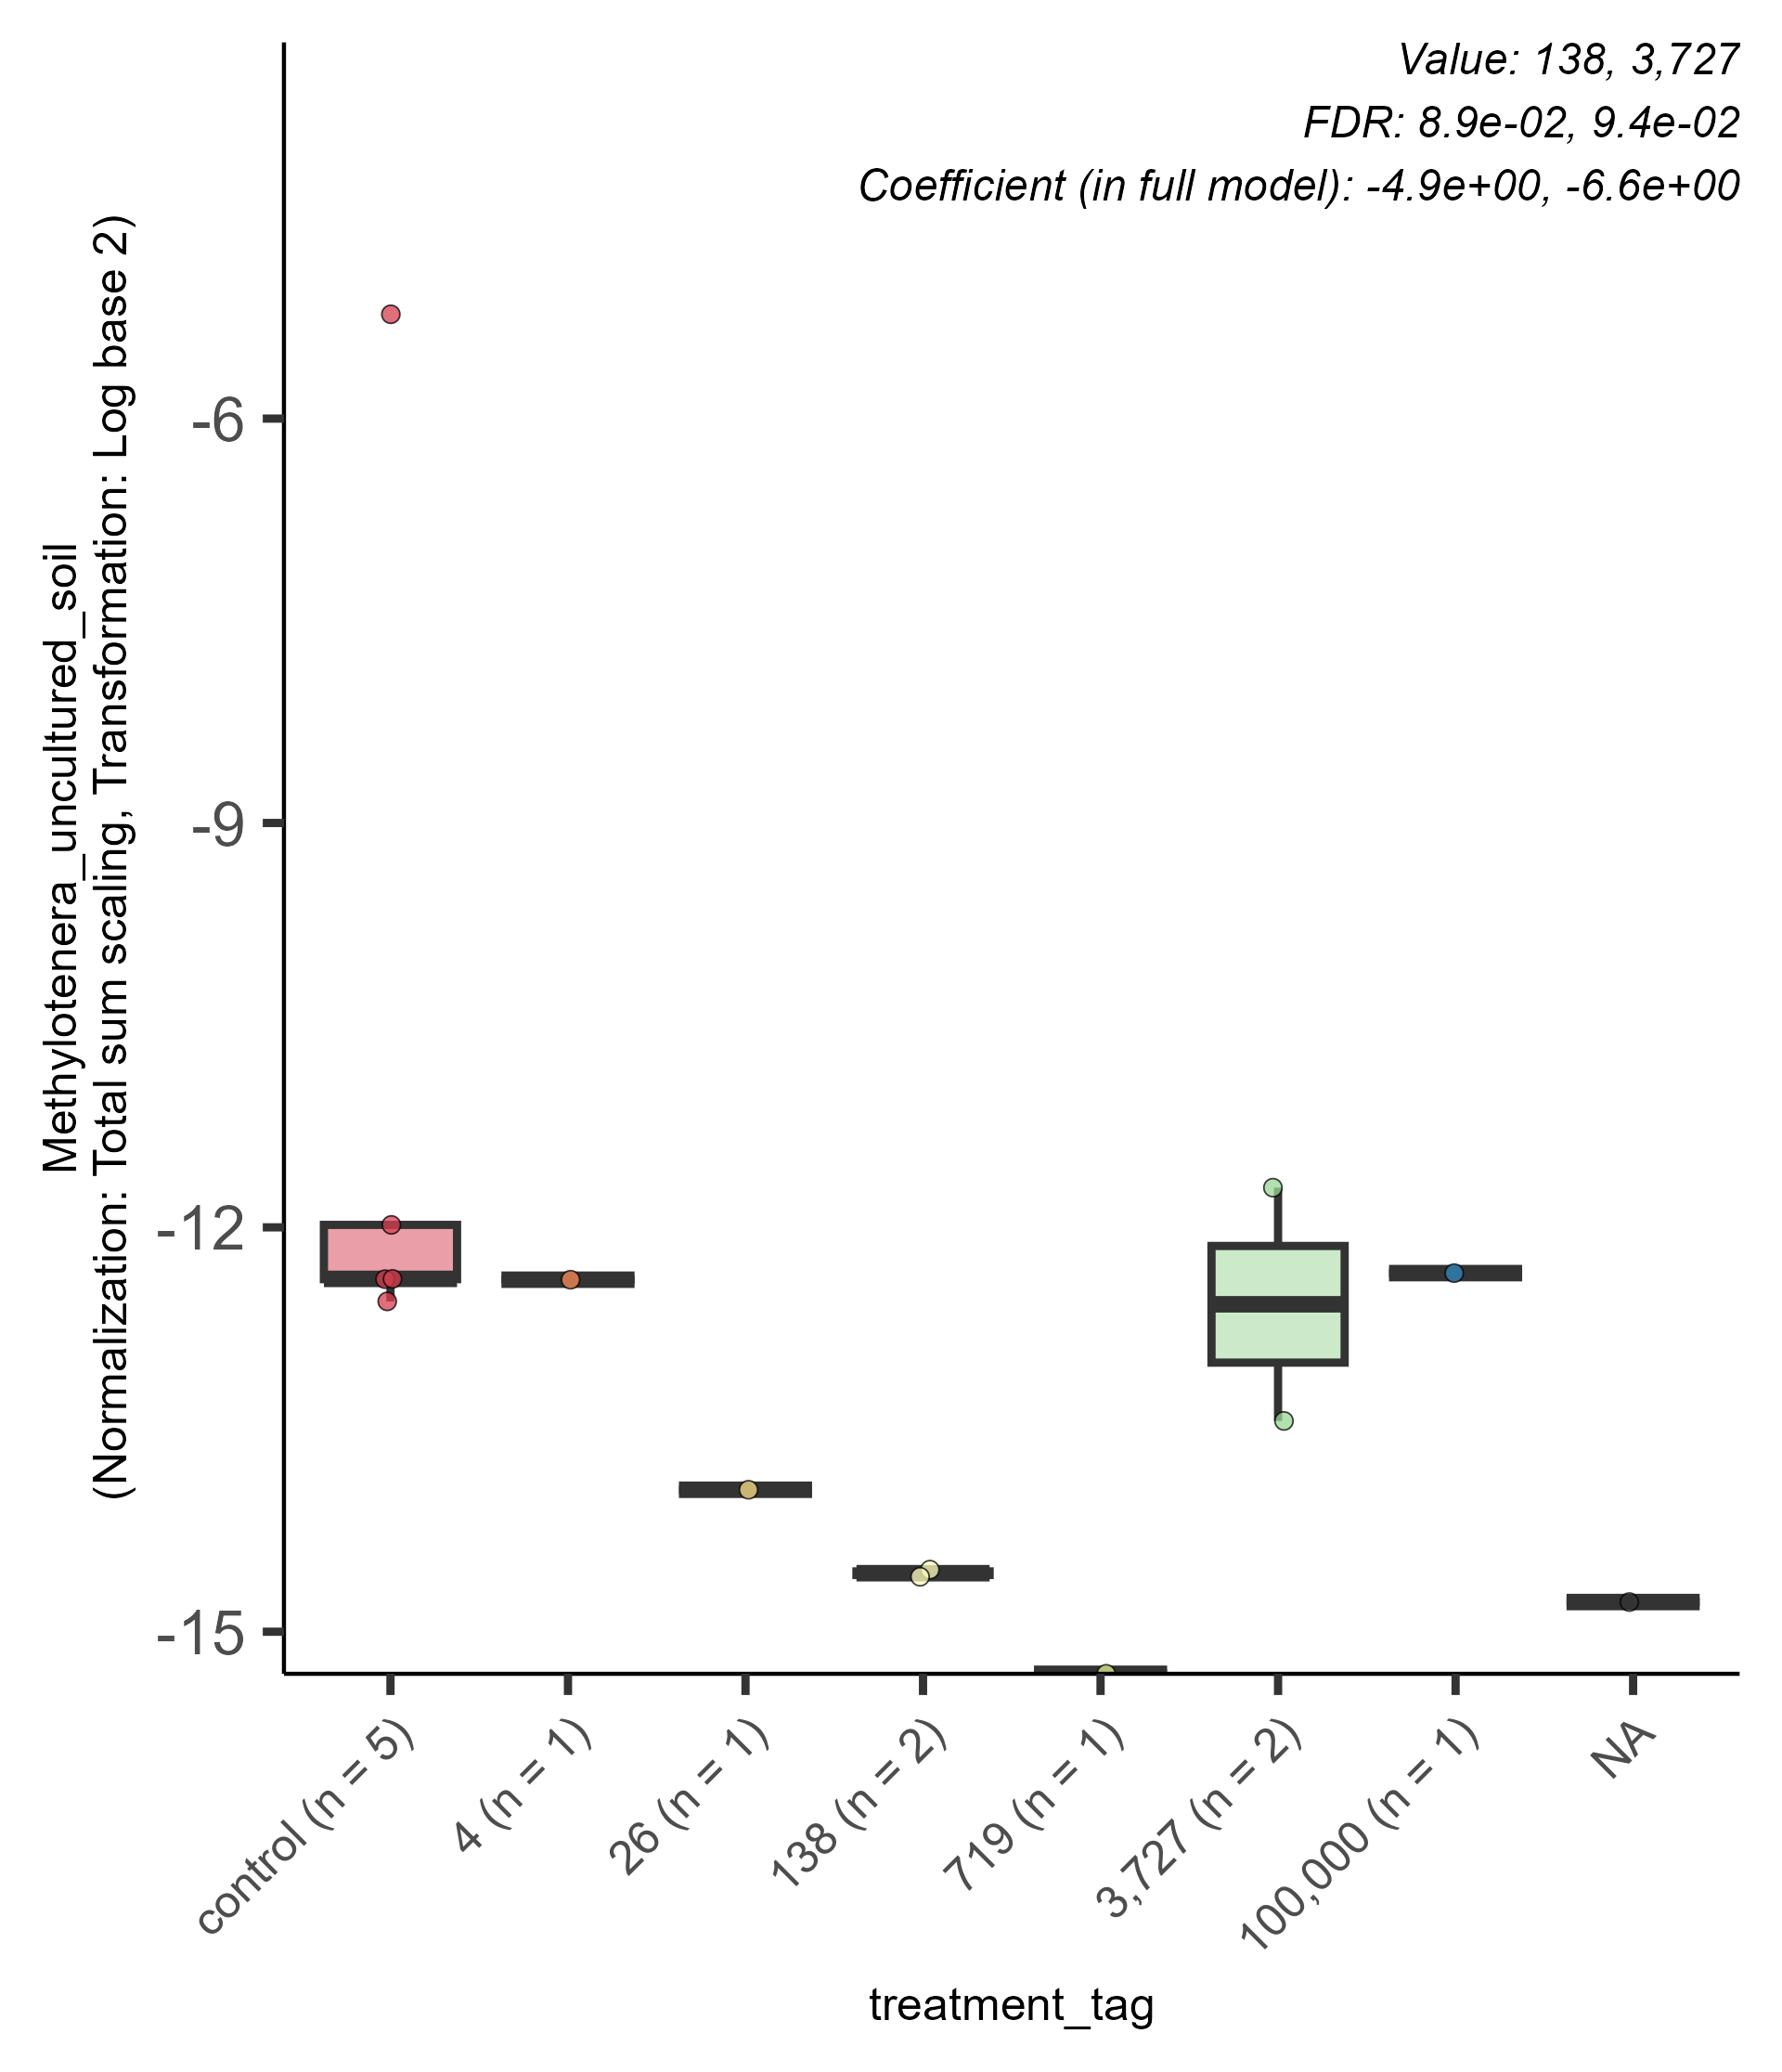 Value: 138, 3,727
FDR: 8.9e-02, 9.4e-02
Coefficient (in full model): -4.9e+00, -6.6e+00
Methylotenera_uncultured_soil
(Normalization: Total sum scaling, Transformation: Log base 2)
-6
-9
-12
-15
control (n = 5)
4 (n = 1)
26 (n = 1)
138 (n = 2)
719 (n = 1)
3,727 (n = 2)
100,000 (n = 1)
NA
treatment_tag